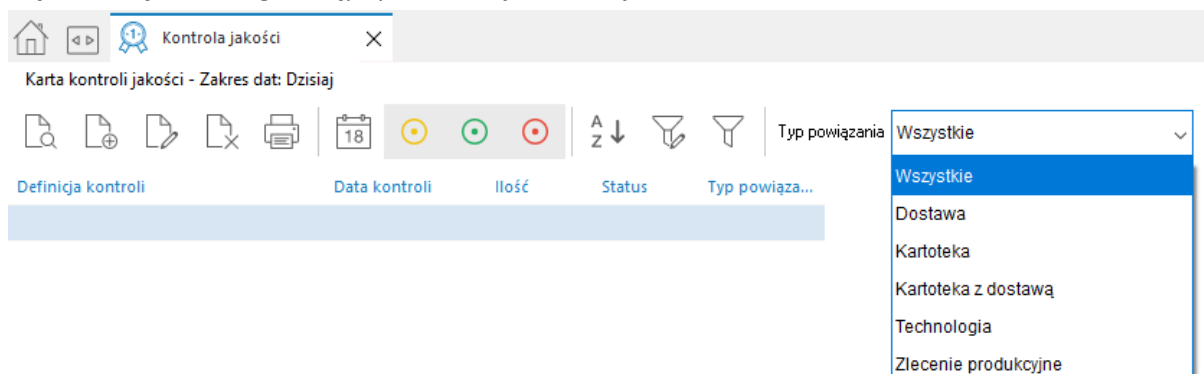 Kontrola jakości
Karta kontroli jakości - Zakres dat: Dzisiaj
18 A Z Typ powiązania Wszystkie
Definicja kontroli Data kontroli Ilość Status Typ powiąza...
Wszystkie
Dostawa
Kartoteka
Kartoteka z dostawą
Technologia
Zlecenie produkcyjne